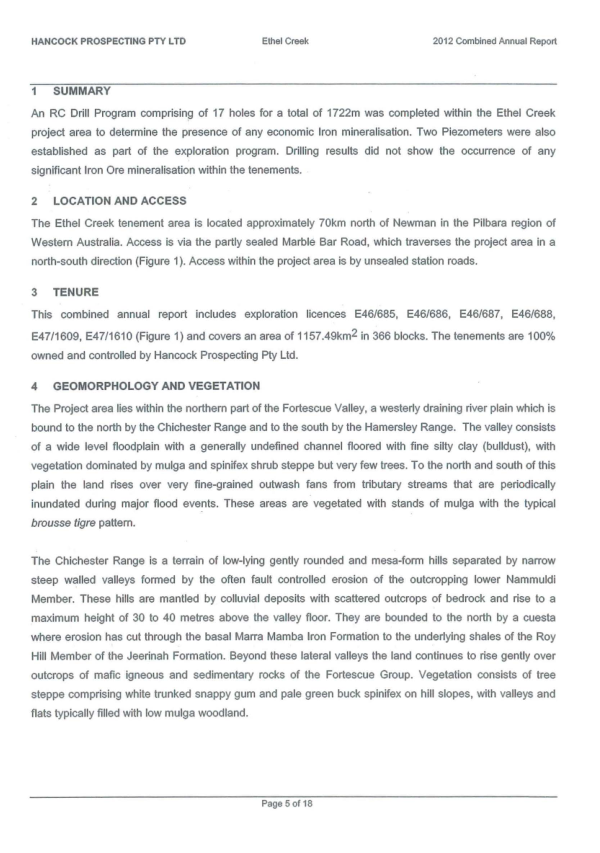 HANCOCK PROSPECTING PTY LTD Ethel Creek 2012 Combined Annual Report
1 SUMMARY
An RC Drill Program comprising of 17 holes for a total of 1722m was completed within the Ethel Creek
project area to determine the presence of any economic Iron mineralisation. Two Piezometers were also
established as part of the exploration program. Drilling results did not show the occurrence of any
significant Iron Ore mineralisation within the tenements.
2 LOCATION AND ACCESS
The Ethel Creek tenement area is located approximately 70km north of Newman in the Pilbara region of
Western Australia. Access is via the partly sealed Marble Bar Road, which traverses the project area in a
north-south direction (Figure 1). Access within the project area is by unsealed station roads.
3 TENURE
This combined annual report includes exploration licences E46/685, E46/686, E46/687, E46/688,
E47/1609, E47/1610 (Figure 1) and covers an area of 1157.49km2 in 366 blocks. The tenements are 100%
owned and controlled by Hancock Prospecting Pty Ltd.
4 GEOMORPHOLOGY AND VEGETATION
The Project area lies within the northern part of the Fortescue Valley, a westerly draining river plain which is
bound to the north by the Chichester Range and to the south by the Hamersley Range. The valley consists
of a wide level floodplain with a generally undefined channel floored with fine silty clay (bulldust), with
vegetation dominated by mulga and spinifex shrub steppe but very few trees. To the north and south of this
plain the land rises over very fine-grained outwash fans from tributary streams that are periodically
inundated during major flood events. These areas are vegetated with stands of mulga with the typical
brousse tigre pattern.
The Chichester Range is a terrain of low-lying gently rounded and mesa-form hills separated by narrow
steep walled valleys formed by the often fault controlled erosion of the outcropping lower Nammuldi
Member. These hills are mantled by colluvial deposits with scattered outcrops of bedrock and rise to a
maximum height of 30 to 40 metres above the valley floor. They are bounded to the north by a cuesta
where erosion has cut through the basal Marra Mamba Iron Formation to the underlying shales of the Roy
Hill Member of the Jeerinah Formation. Beyond these lateral valleys the land continues to rise gently over
outcrops of mafic igneous and sedimentary rocks of the Fortescue Group. Vegetation consists of tree
steppe comprising white trunked snappy gum and pale green buck spinifex on hill slopes, with valleys and
flats typically filled with low mulga woodland.
Page 5 of 18